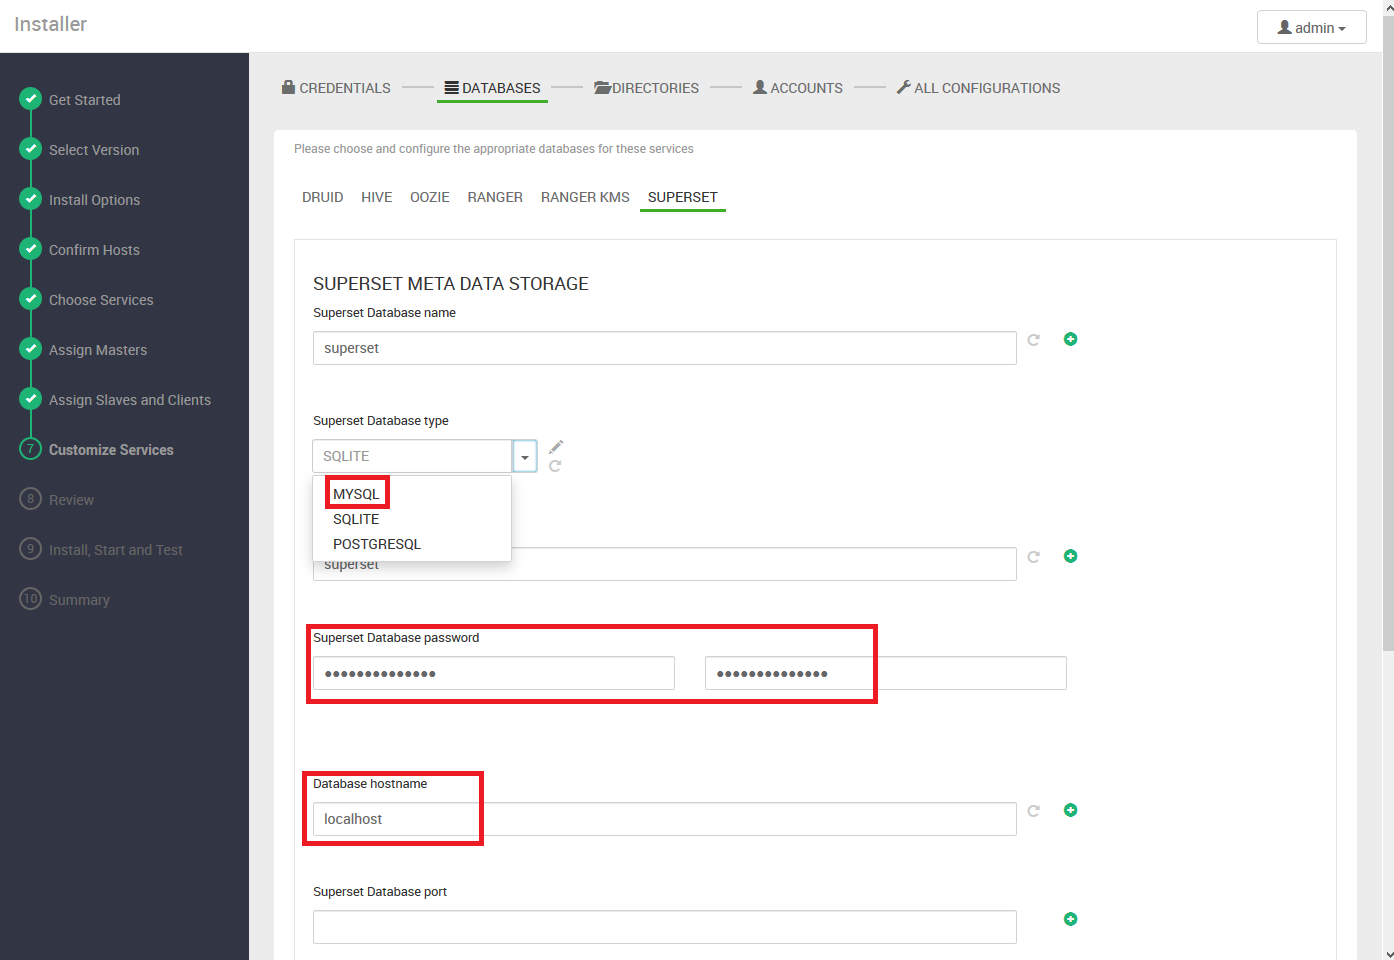 Installer
admin
CREDENTIALS
DATABASES
DIRECTORIES
ACCOUNTS
ALL CONFIGURATIONS
Get Started
Select Version
Install Options
Confirm Hosts
Choose Services
Assign Masters
Assign Slaves and Clients
7 Customize Services
8 Review
9 Install, Start and Test
10 Summary
Please choose and configure the appropriate databases for these services
DRUID HIVE OOZIE RANGER RANGER KMS SUPERSET
SUPERSET META DATA STORAGE
Superset Database name
superset
Superset Database type
SQLITE
MYSQL
SQLITE
POSTGRESQL
superset
Superset Database password
●●●●●●●●●●●●●● ●●●●●●●●●●●●●●
Database hostname
localhost
Superset Database port